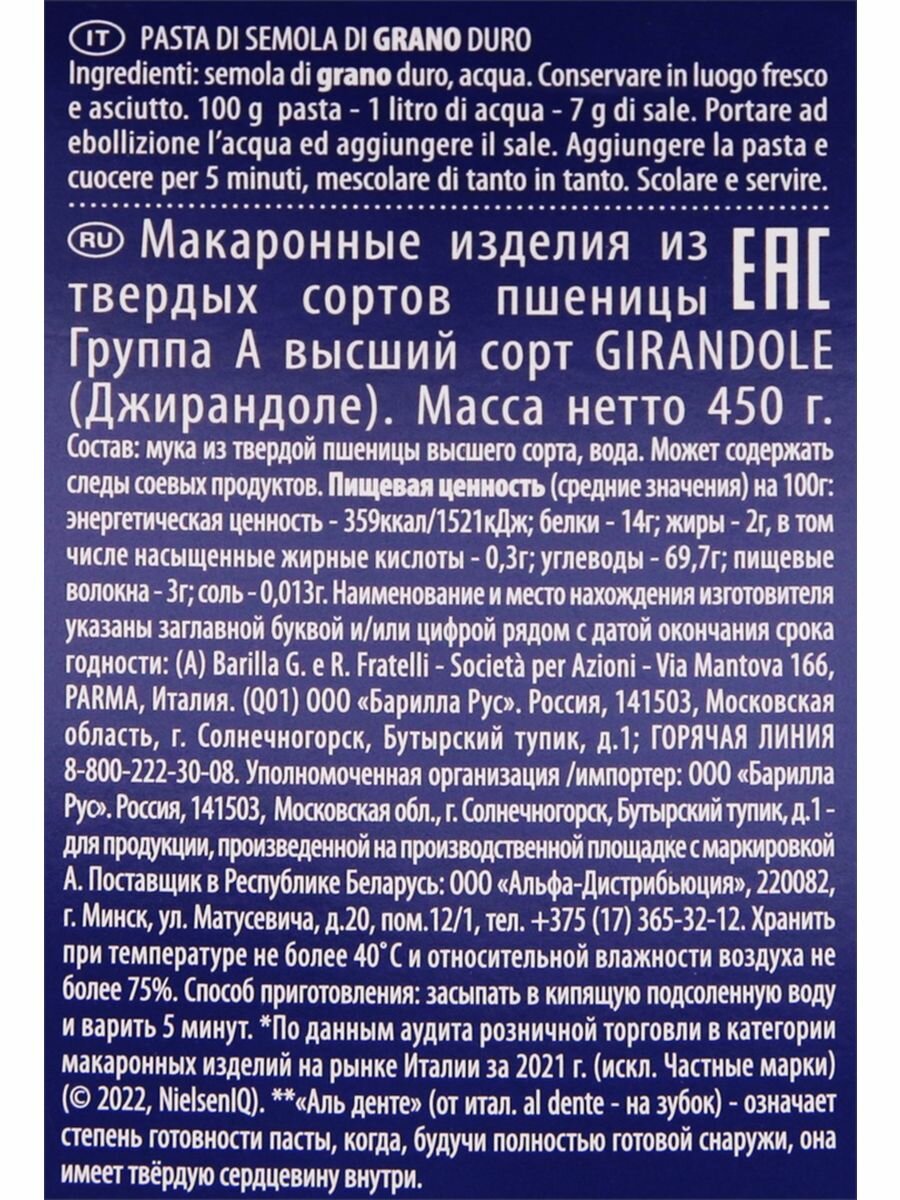 IT PASTA DI SEMOLA DI GRANO DURO
Ingredienti: semola di grano duro, acqua. Conservare in luogo fresco
e asciutto. 100 g pasta - 1 litro di acqua - 7 g di sale. Portare ad
ebollizione l'acqua ed aggiungere il sale. Aggiungere la pasta e
cuocere per 5 minuti, mescolare di tanto in tanto. Scolare e servire.
RU Макаронные изделия из
твердых сортов пшеницы
EAC
Группа А высший сорт GIRANDOLE
(Джирандоле). Масса нетто 450 г.
Состав: мука из твердой пшеницы высшего сорта, вода. Может содержать
следы соевых продуктов. Пищевая ценность (средние значения) на 100г:
энергетическая ценность - 359ккал/1521кДж; белки - 14г; жиры - 2г, в том
числе насыщенные жирные кислоты - 0,3г; углеводы - 69,7г; пищевые
волокна - 3г; соль - 0,013г. Наименование и место нахождения изготовителя
указаны заглавной буквой и/или цифрой рядом с датой окончания срока
годности: (A) Barilla G. e R. Fratelli - Società per Azioni - Via Mantova 166,
PARMA, Италия. (Q01) ООО «Барилла Рус». Россия, 141503, Московская
область, г. Солнечногорск, Бутырский тупик, д.1; ГОРЯЧАЯ ЛИНИЯ
8-800-222-30-08. Уполномоченная организация /импортер: ООО «Барилла
Рус». Россия, 141503, Московская обл., г. Солнечногорск, Бутырский тупик, д.1 -
для продукции, произведенной на производственной площадке с маркировкой
А. Поставщик в Республике Беларусь: ООО «Альфа-Дистрибьюция», 220082,
г. Минск, ул. Матусевича, д.20, пом.12/1, тел. +375 (17) 365-32-12. Хранить
при температуре не более 40˚С и относительной влажности воздуха не
более 75%. Способ приготовления: засыпать в кипящую подсоленную воду
и варить 5 минут. *По данным аудита розничной торговли в категории
макаронных изделий на рынке Италии за 2021 г. (искл. Частные марки)
(© 2022, NielsenIQ). **«Аль денте» (от итал. al dente - на зубок) - означает
степень готовности пасты, когда, будучи полностью готовой снаружи, она
имеет твёрдую сердцевину внутри.